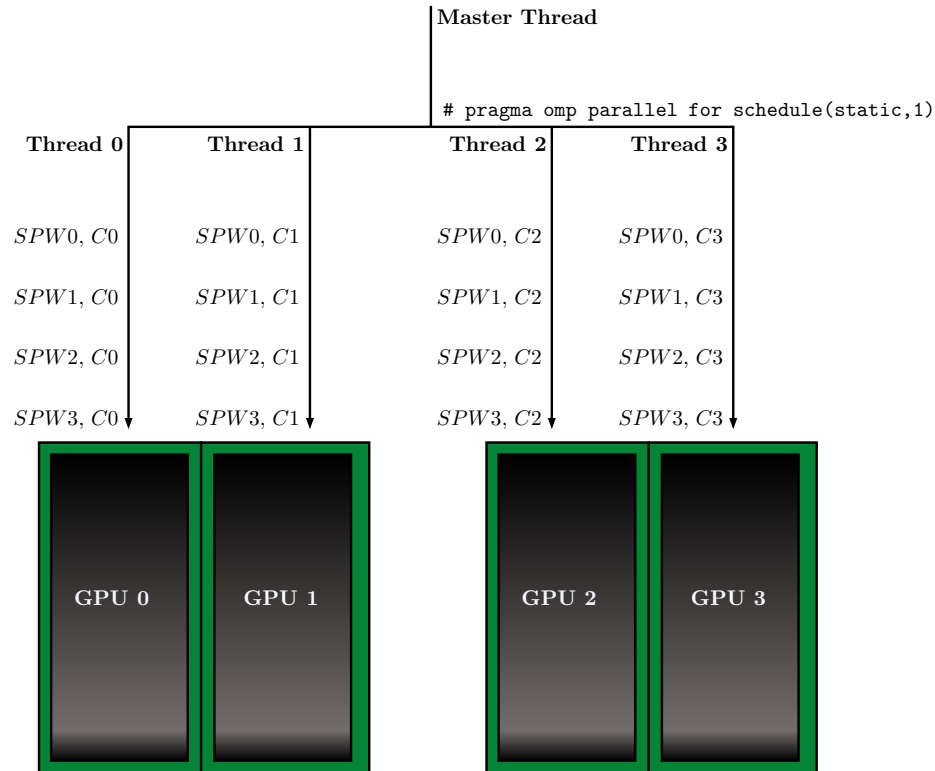 Master Thread
# pragma omp parallel for schedule(static,1)
Thread 0 Thread 1 Thread 2 Thread 3
SPW0, C0 SPW0, C1 SPW0, C2 SPW0, C3
SPW1, C0 SPW1, C1 SPW1, C2 SPW1, C3
SPW2, C0 SPW2, C1 SPW2, C2 SPW2, C3
SPW3, C0 SPW3, C1 SPW3, C2 SPW3, C3
GPU 0 GPU 1 GPU 2 GPU 3